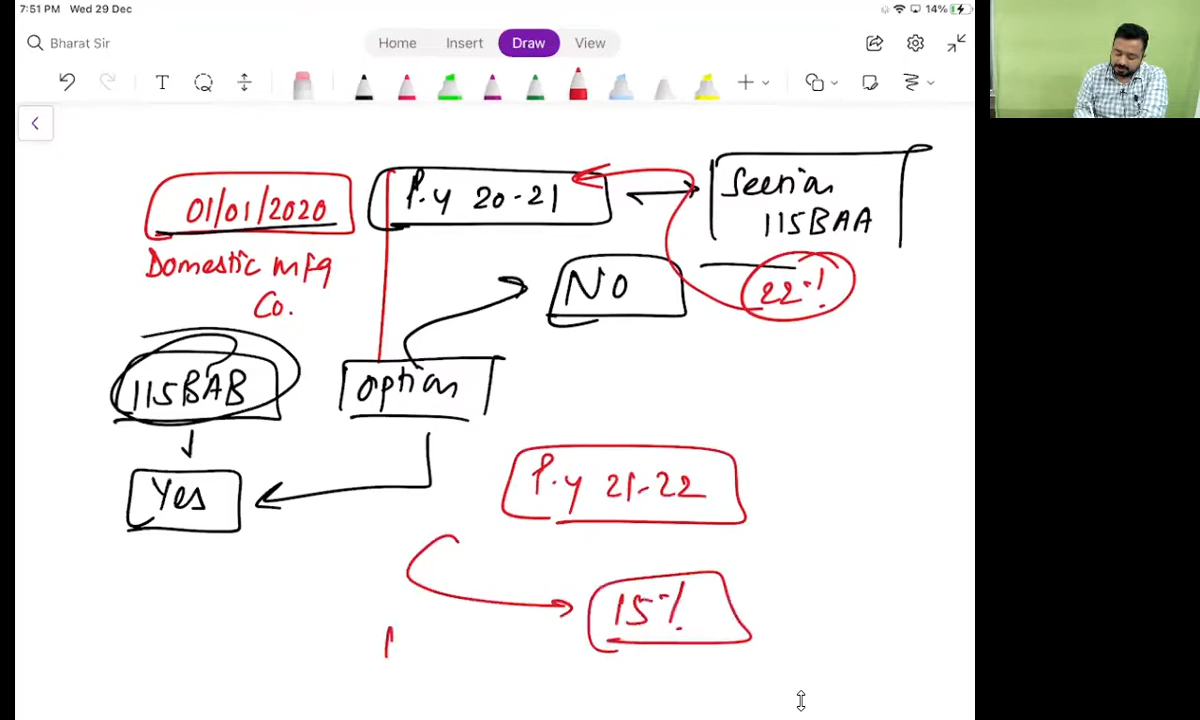 7:51 PM Wed 29 Dec
14%
Bharat Sir
Home Insert Draw View
T
01/01/2020
P.y 20-21
Section
115BAA
Domestic mfg
Co.
NO
22%
115BAB
option
Yes
P.y 21-22
15%